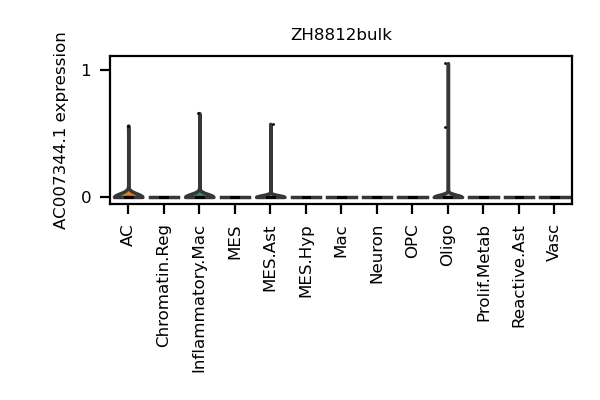 ZH8812bulk
AC007344.1 expression
1
0
AC
Chromatin.Reg
Inflammatory.Mac
MES
MES.Ast
MES.Hyp
Mac
Neuron
OPC
Oligo
Prolif.Metab
Reactive.Ast
Vasc